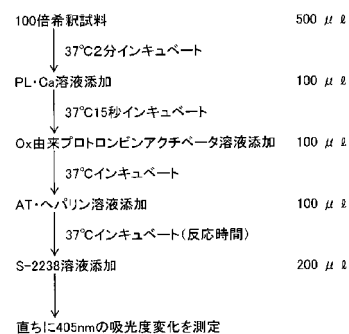 100倍希釈試料 500 μℓ
37℃2分インキュベート
PL・Ca溶液添加 100 μℓ
37℃15秒インキュベート
Ox由来プロトロンビンアクチベータ溶液添加 100 μℓ
37℃インキュベート
AT・ヘパリン溶液添加 100 μℓ
37℃インキュベート(反応時間)
S-2238溶液添加 200 μℓ
直ちに405nmの吸光度変化を測定